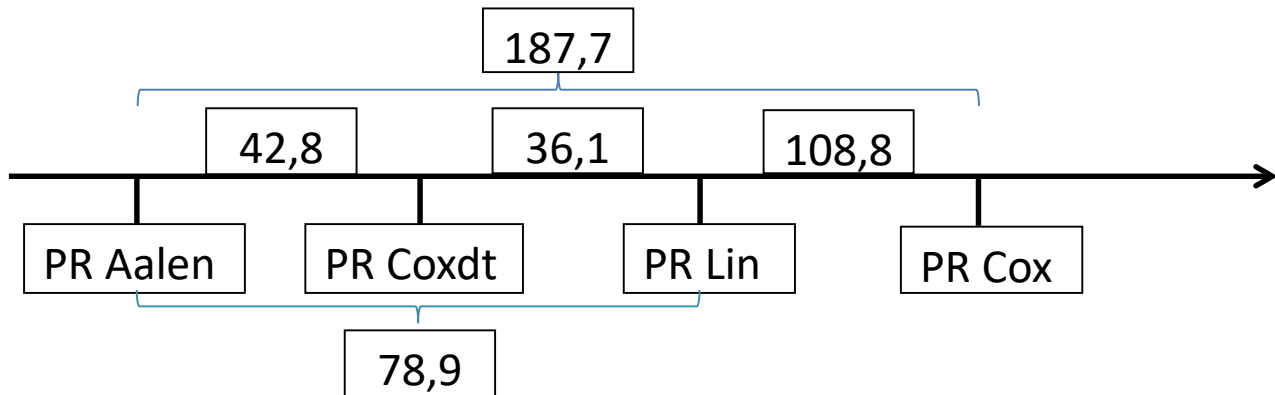 187,7
42,8
36,1
108,8
PR Aalen
PR Coxdt
PR Lin
PR Cox
78,9